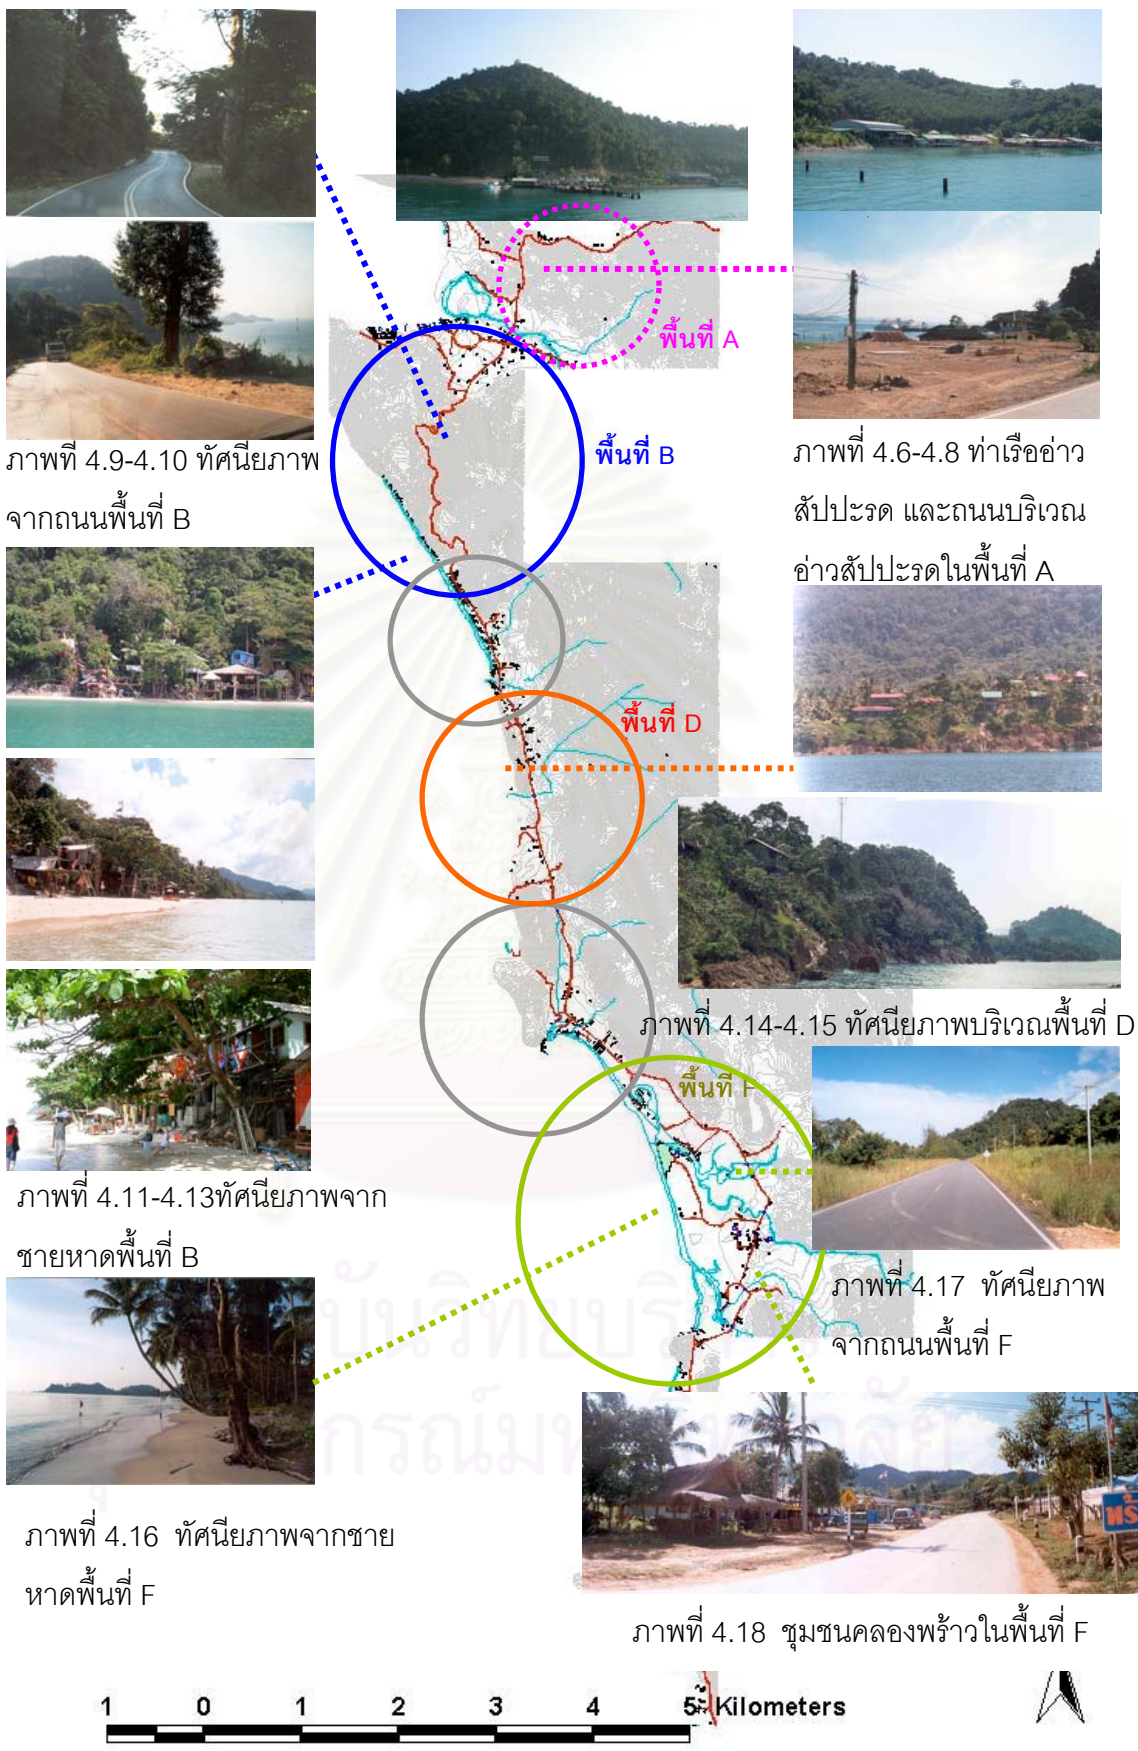 พื้นที่ A
พื้นที่ B
ภาพที่ 4.9-4.10 ทัศนียภาพ
จากถนนพื้นที่ B
ภาพที่ 4.6-4.8 ท่าเรืออ่าว
สัปปะรด และถนนบริเวณ
อ่าวสัปปะรดในพื้นที่ A
พื้นที่ D
ภาพที่ 4.14-4.15 ทัศนียภาพบริเวณพื้นที่ D
พื้นที่ F
ภาพที่ 4.11-4.13ทัศนียภาพจาก
ชายหาดพื้นที่ B
ภาพที่ 4.17 ทัศนียภาพ
จากถนนพื้นที่ F
ภาพที่ 4.16 ทัศนียภาพจากชาย
หาดพื้นที่ F
ภาพที่ 4.18 ชุมชนคลองพร้าวในพื้นที่ F
1 0 1 2 3 4 5 Kilometers